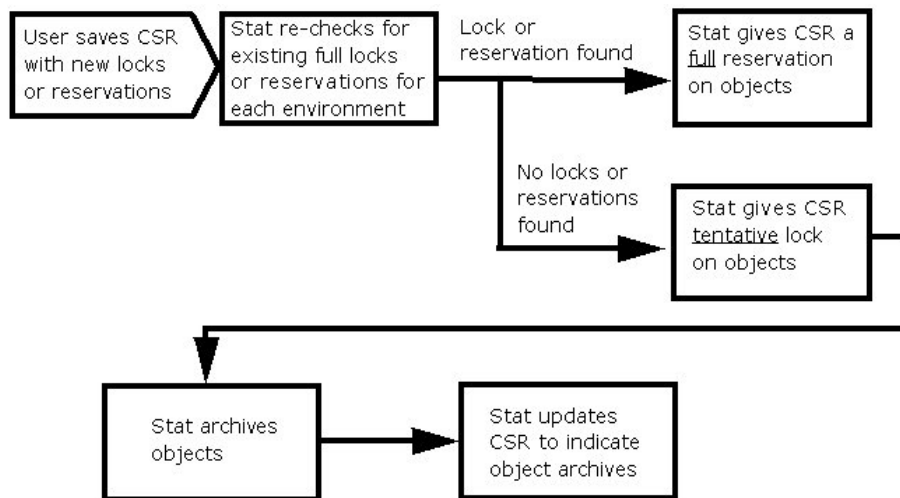 User saves CSR
with new locks
or reservations
Stat re-checks for
existing full locks
or reservations for
each environment
Lock or
reservation found
Stat gives CSR a
full reservation
on objects
No locks or
reservations
found
Stat gives CSR
tentative lock
on objects
Stat archives
objects
Stat updates
CSR to indicate
object archives